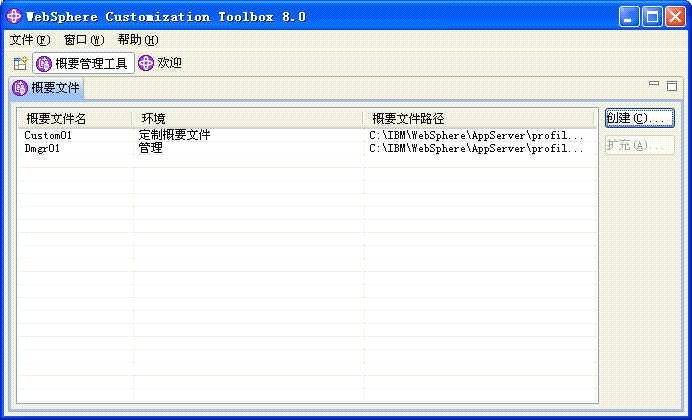 WebSphere Customization Toolbox 8.0
文件(F) 窗口(W) 帮助(H)
概要管理工具 欢迎
概要文件
概要文件名 环境 概要文件路径 创建(C)...
Custom01 定制概要文件 C:\IBM\WebSphere\AppServer\profil...
Dmgr01 管理 C:\IBM\WebSphere\AppServer\profil... 扩充(A)...